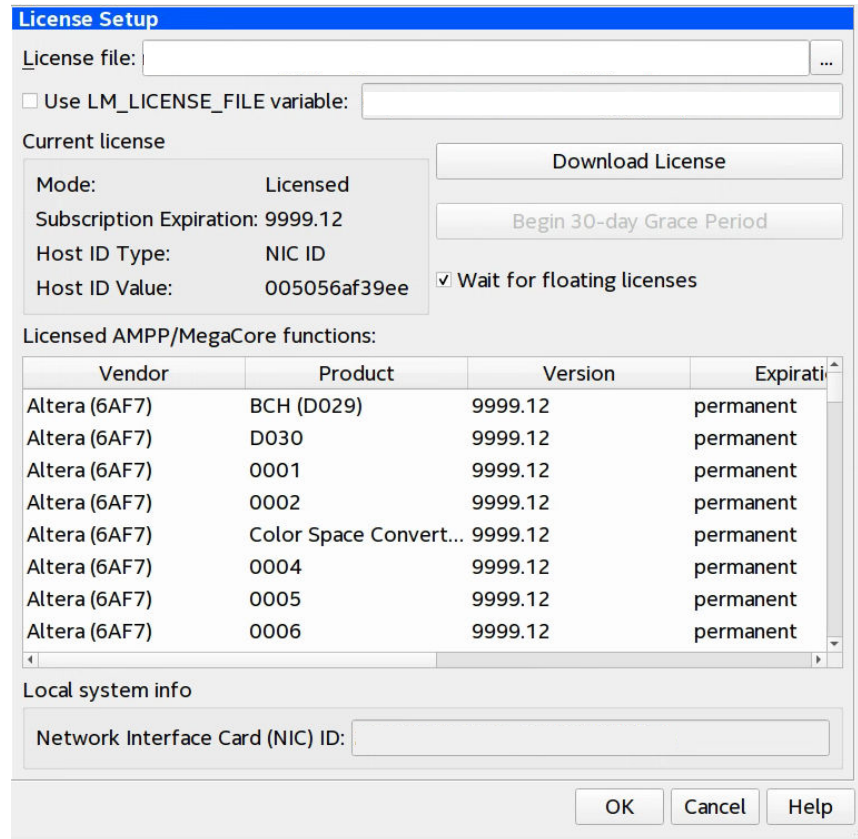 License Setup
License file:
...
Use LM_LICENSE_FILE variable:
Current license
Download License
Mode: Licensed
Subscription Expiration: 9999.12
Begin 30-day Grace Period
Host ID Type: NIC ID
Host ID Value: 005056af39ee
Wait for floating licenses
Licensed AMPP/MegaCore functions:
Vendor Product Version Expirati
Altera (6AF7) BCH (D029) 9999.12 permanent
Altera (6AF7) D030 9999.12 permanent
Altera (6AF7) 0001 9999.12 permanent
Altera (6AF7) 0002 9999.12 permanent
Altera (6AF7) Color Space Convert... 9999.12 permanent
Altera (6AF7) 0004 9999.12 permanent
Altera (6AF7) 0005 9999.12 permanent
Altera (6AF7) 0006 9999.12 permanent
Local system info
Network Interface Card (NIC) ID:
OK Cancel Help